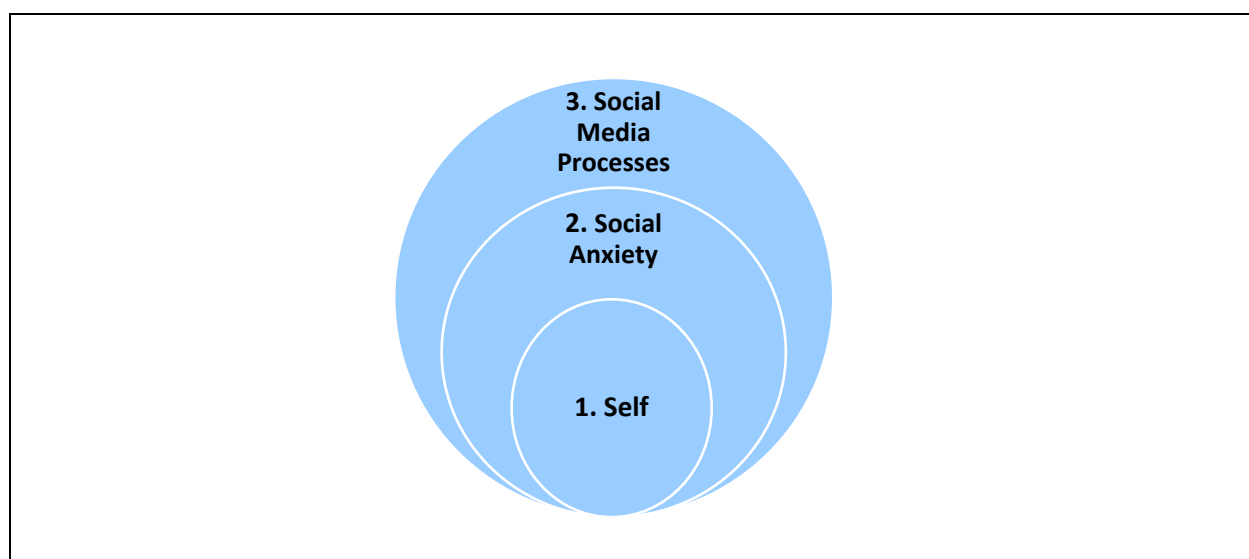 3. Social
Media
Processes
2. Social
Anxiety
1. Self